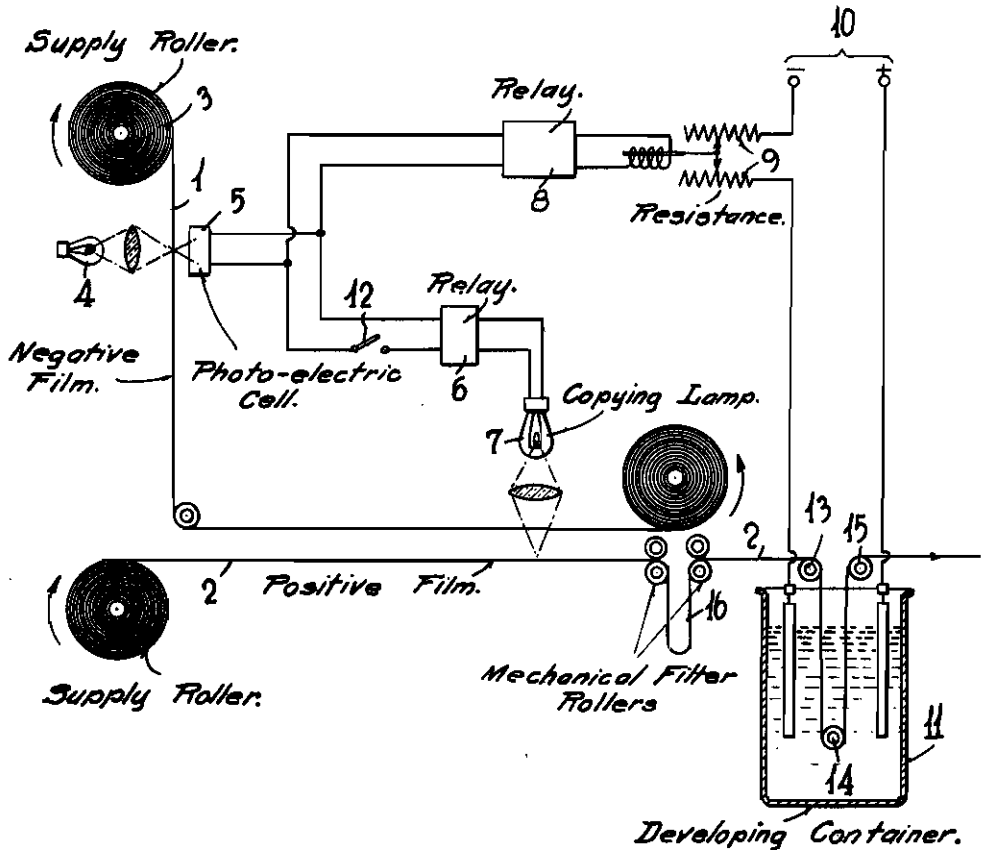 Supply Roller.
3
10
− +
Relay.
8
9
Resistance.
1
5
4
12
Relay.
6
Negative
Film.
Photo-electric
Cell.
7
Copying Lamp.
2
Positive Film.
16
2
13
15
Supply Roller.
Mechanical Filter
Rollers
11
14
Developing Container.